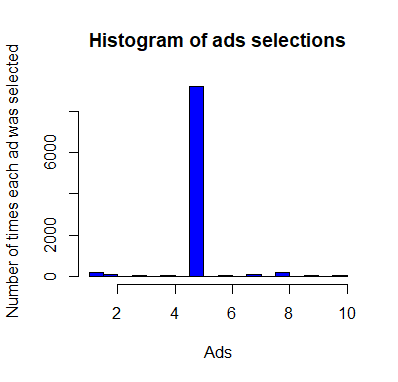 Histogram of ads selections
Number of times each ad was selected
6000
2000
0
2 4 6 8 10
Ads